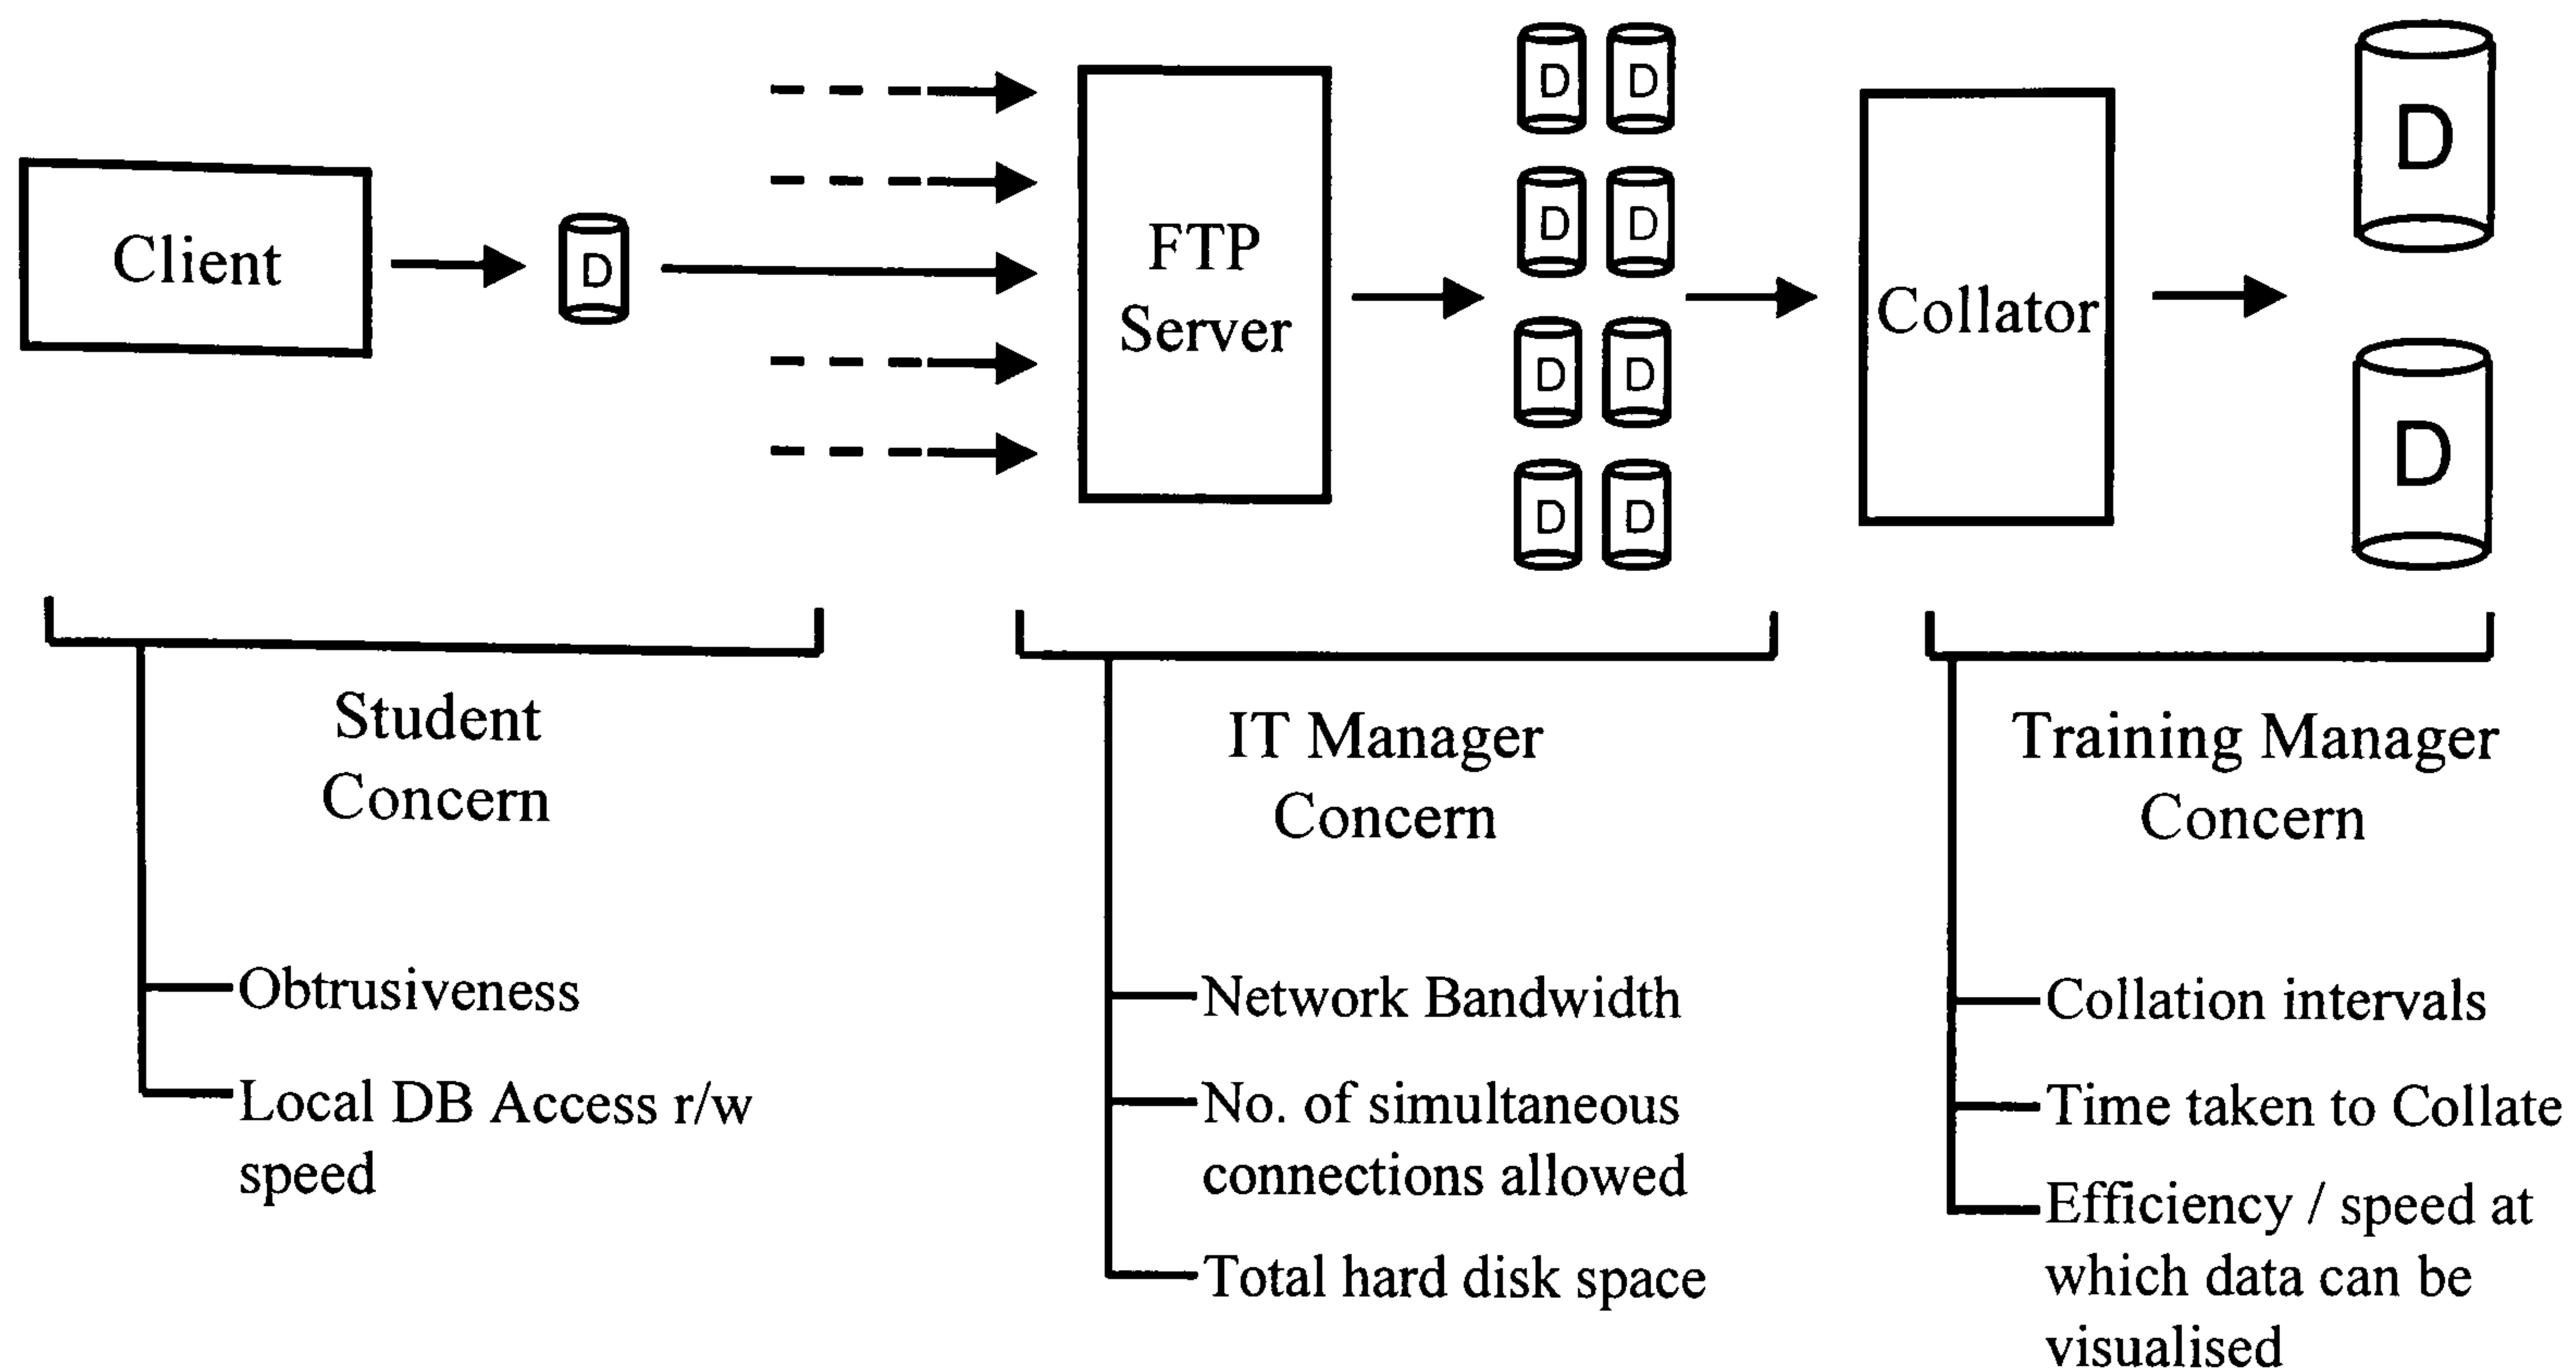 Client
D
FTP
Server
D D
D D
D D
D D
Collator
D
D
Student
Concern
Obtrusiveness
Local DB Access r/w
speed
IT Manager
Concern
Network Bandwidth
No. of simultaneous
connections allowed
Total hard disk space
Training Manager
Concern
Collation intervals
Time taken to Collate
Efficiency / speed at
which data can be
visualised